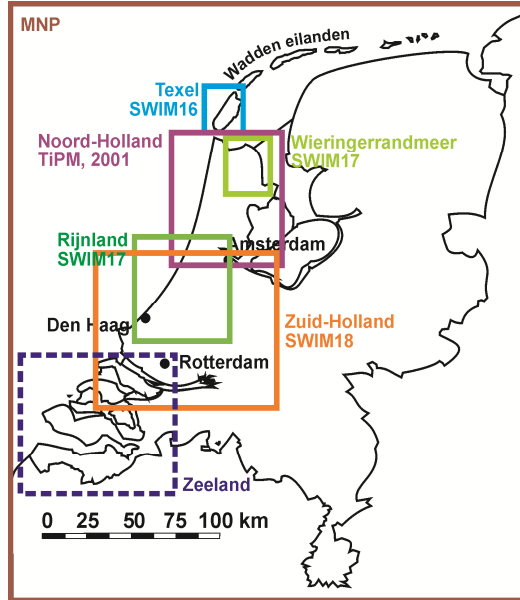 MNP
Wadden eilanden
Texel
SWIM16
Noord-Holland
TiPM, 2001
Wieringerrandmeer
SWIM17
Rijnland
SWIM17
Amsterdam
Den Haag
Zuid-Holland
SWIM18
Rotterdam
Zeeland
0 25 50 75 100 km